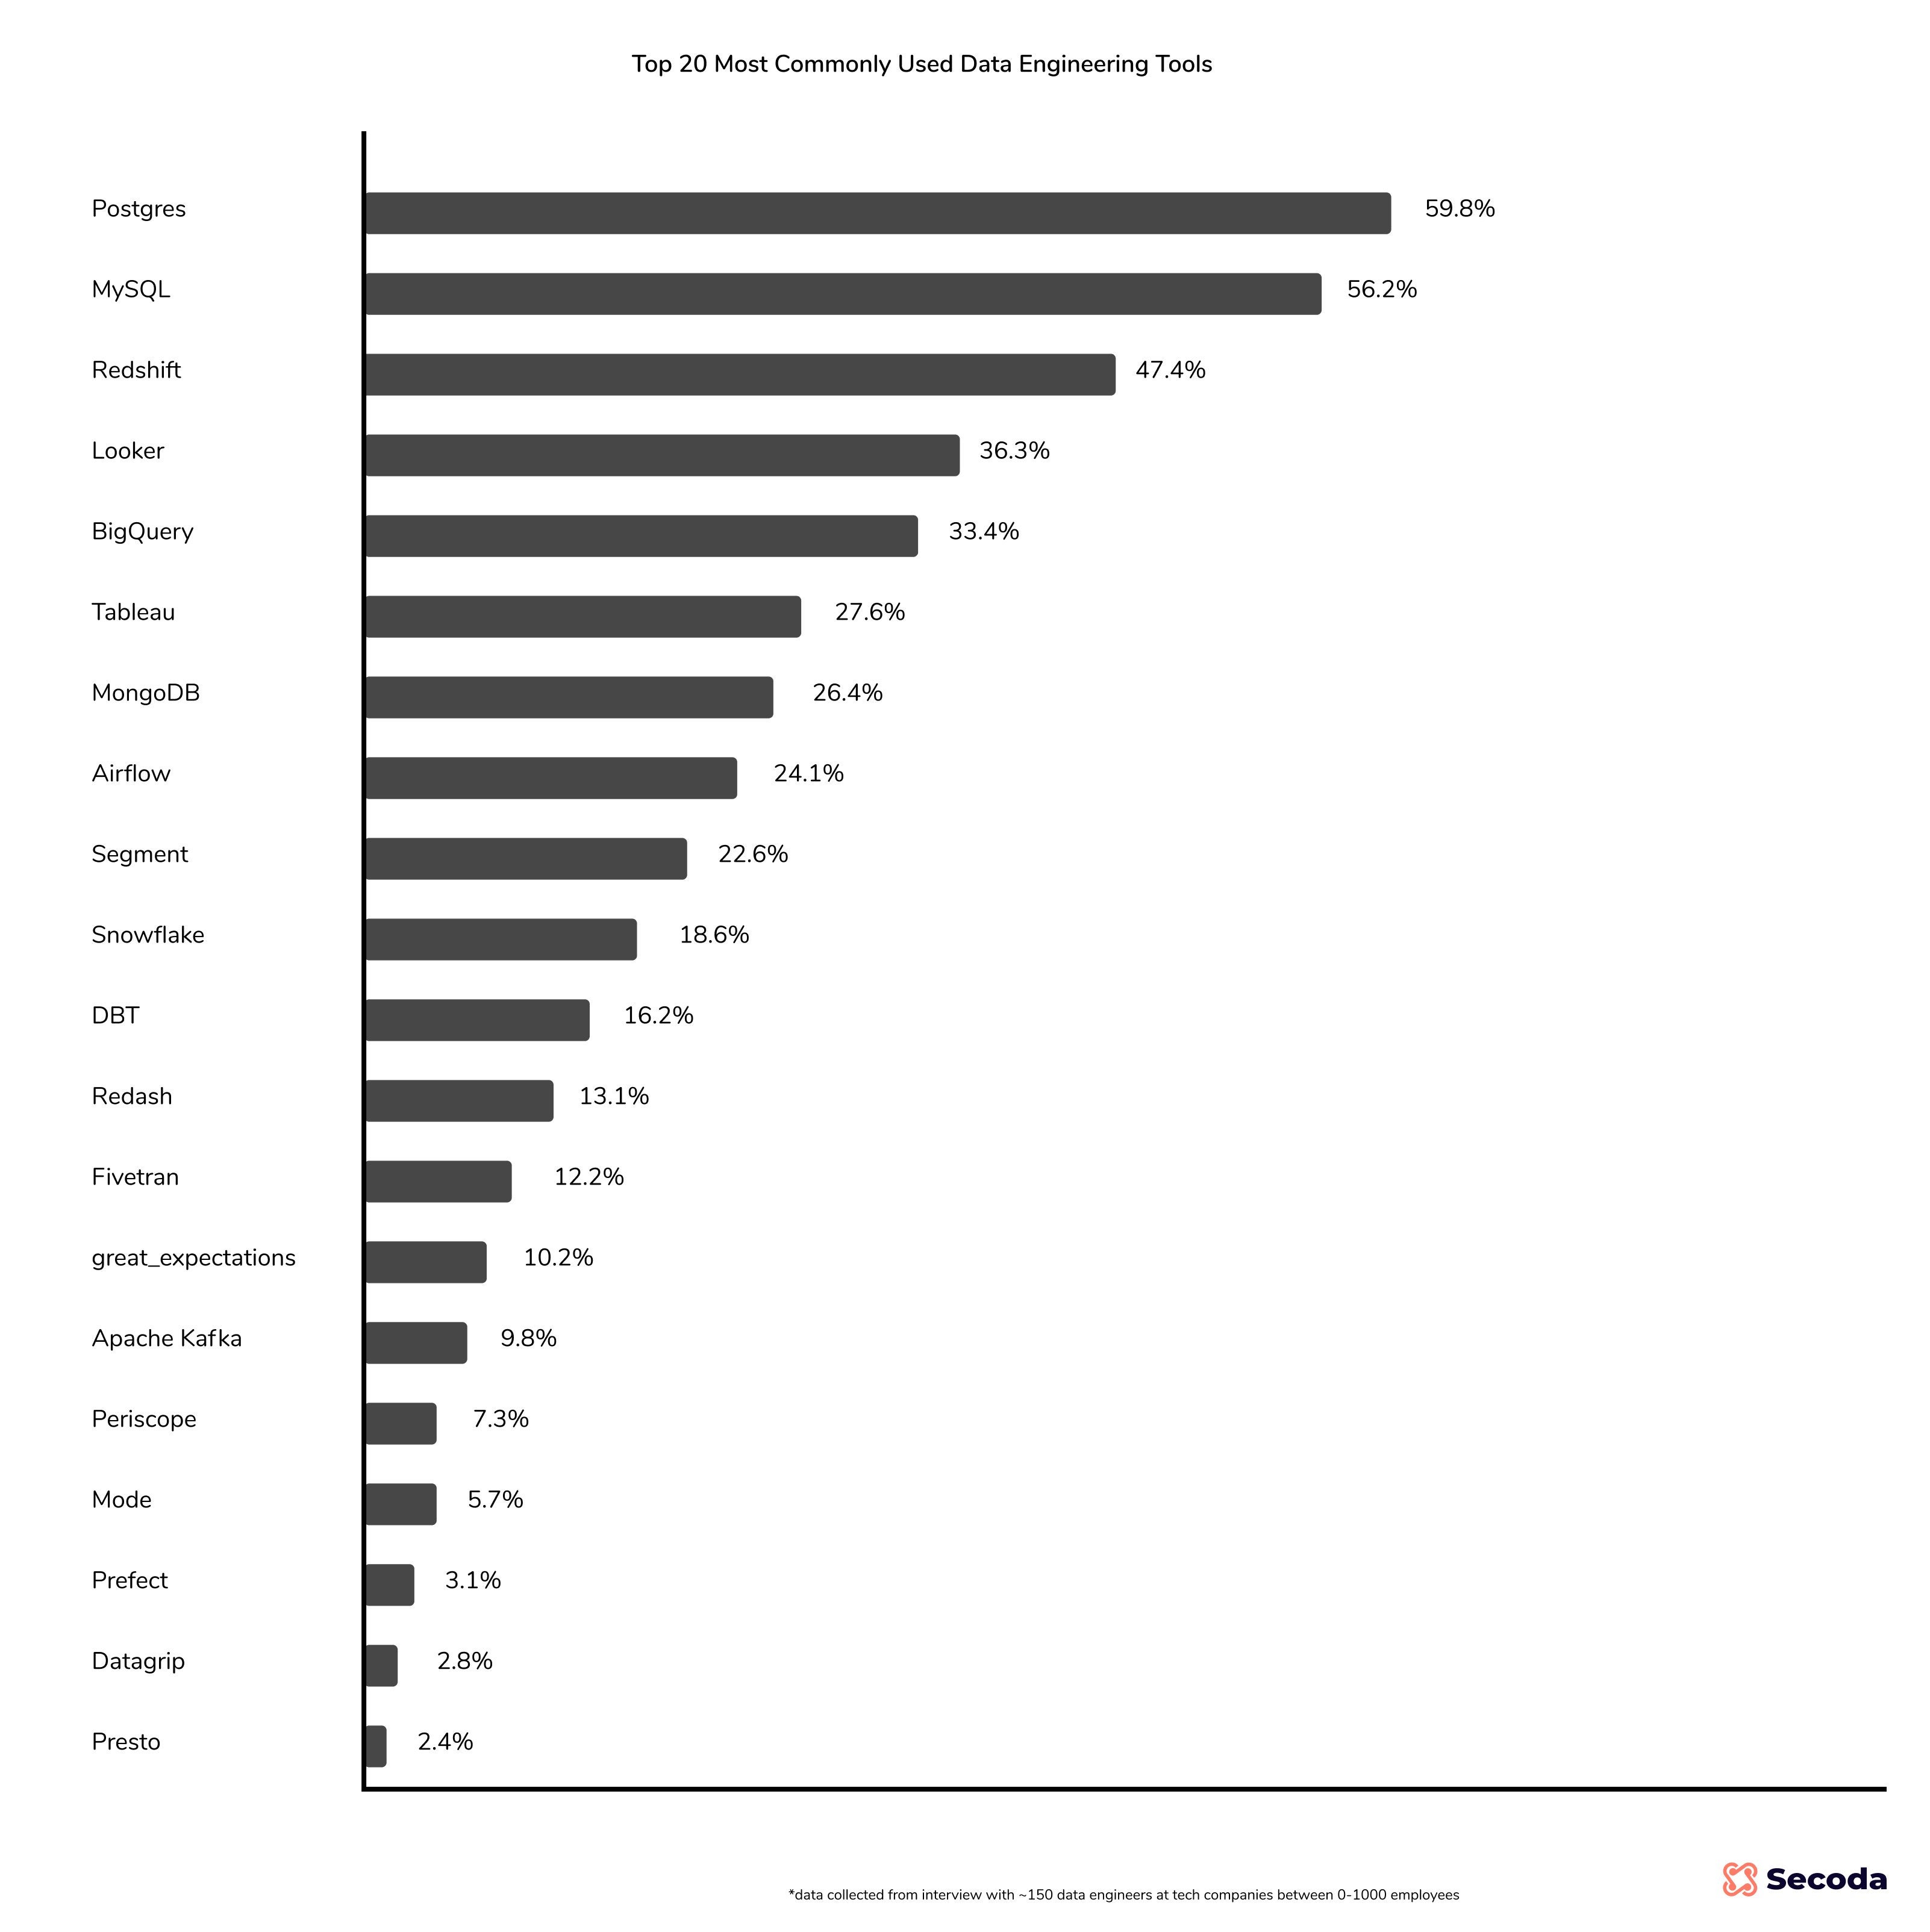 Top 20 Most Commonly Used Data Engineering Tools
Postgres 59.8%
MySQL 56.2%
Redshift 47.4%
Looker 36.3%
BigQuery 33.4%
Tableau 27.6%
MongoDB 26.4%
Airflow 24.1%
Segment 22.6%
Snowflake 18.6%
DBT 16.2%
Redash 13.1%
Fivetran 12.2%
great_expectations 10.2%
Apache Kafka 9.8%
Periscope 7.3%
Mode 5.7%
Prefect 3.1%
Datagrip 2.8%
Presto 2.4%
*data collected from interview with ~150 data engineers at tech companies between 0-1000 employees
Secoda